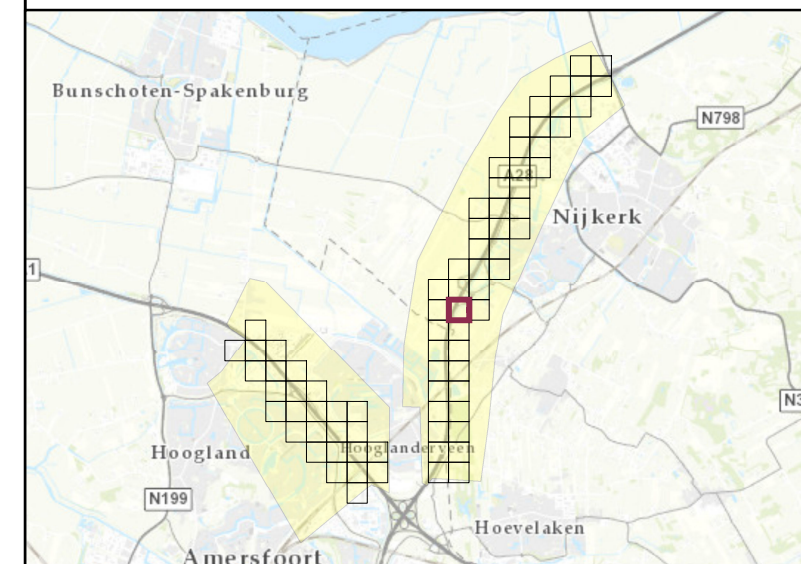 Bunschoten-Spakenburg
N798
A28
Nijkerk
1
N3
Hooglanderveen
Hoogland
N199
Hoevelaken
Amersfoort